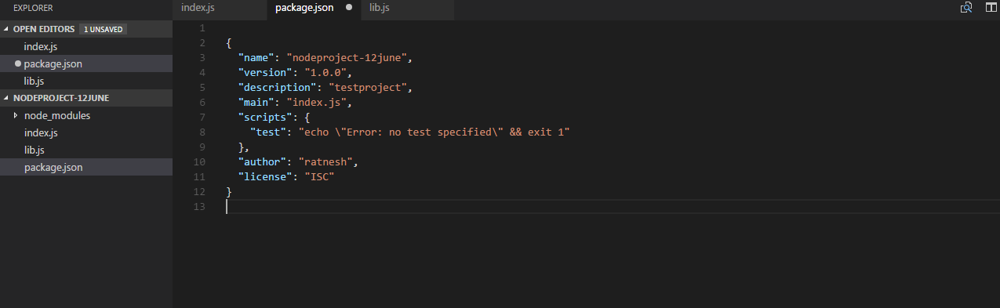 EXPLORER
OPEN EDITORS 1 UNSAVED
index.js
package.json
lib.js
NODEPROJECT-12JUNE
node_modules
index.js
lib.js
package.json
index.js package.json lib.js
1
2 {
3   "name": "nodeproject-12june",
4   "version": "1.0.0",
5   "description": "testproject",
6   "main": "index.js",
7   "scripts": {
8     "test": "echo \"Error: no test specified\" && exit 1"
9   },
10   "author": "ratnesh",
11   "license": "ISC"
12 }
13